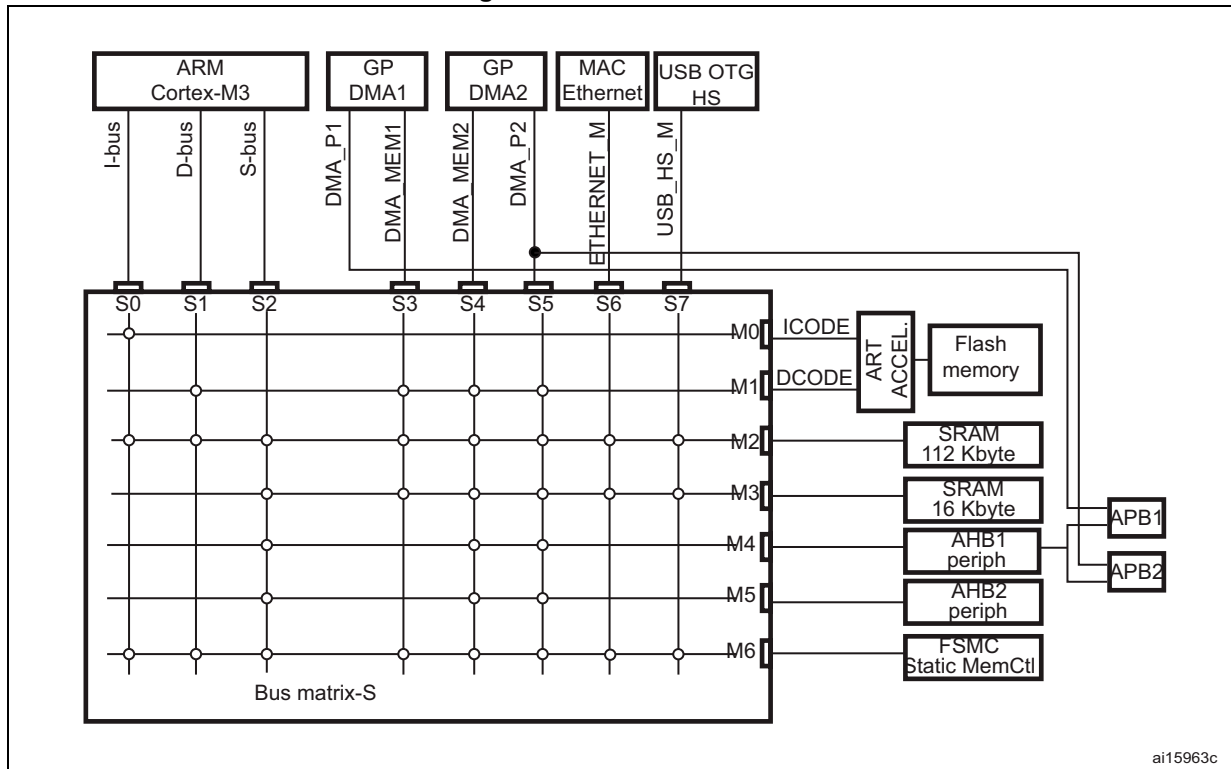 ARM
Cortex-M3
GP
DMA1
GP
DMA2
MAC
Ethernet
USB OTG
HS
I-bus
D-bus
S-bus
DMA_P1
DMA_MEM1
DMA_MEM2
DMA_P2
ETHERNET_M
USB_HS_M
S0
S1
S2
S3
S4
S5
S6
S7
M0
ICODE
M1
DCODE
ART
ACCEL.
Flash
memory
M2
SRAM
112 Kbyte
M3
SRAM
16 Kbyte
M4
AHB1
periph
APB1
M5
AHB2
periph
APB2
M6
FSMC
Static MemCtl
Bus matrix-S
ai15963c